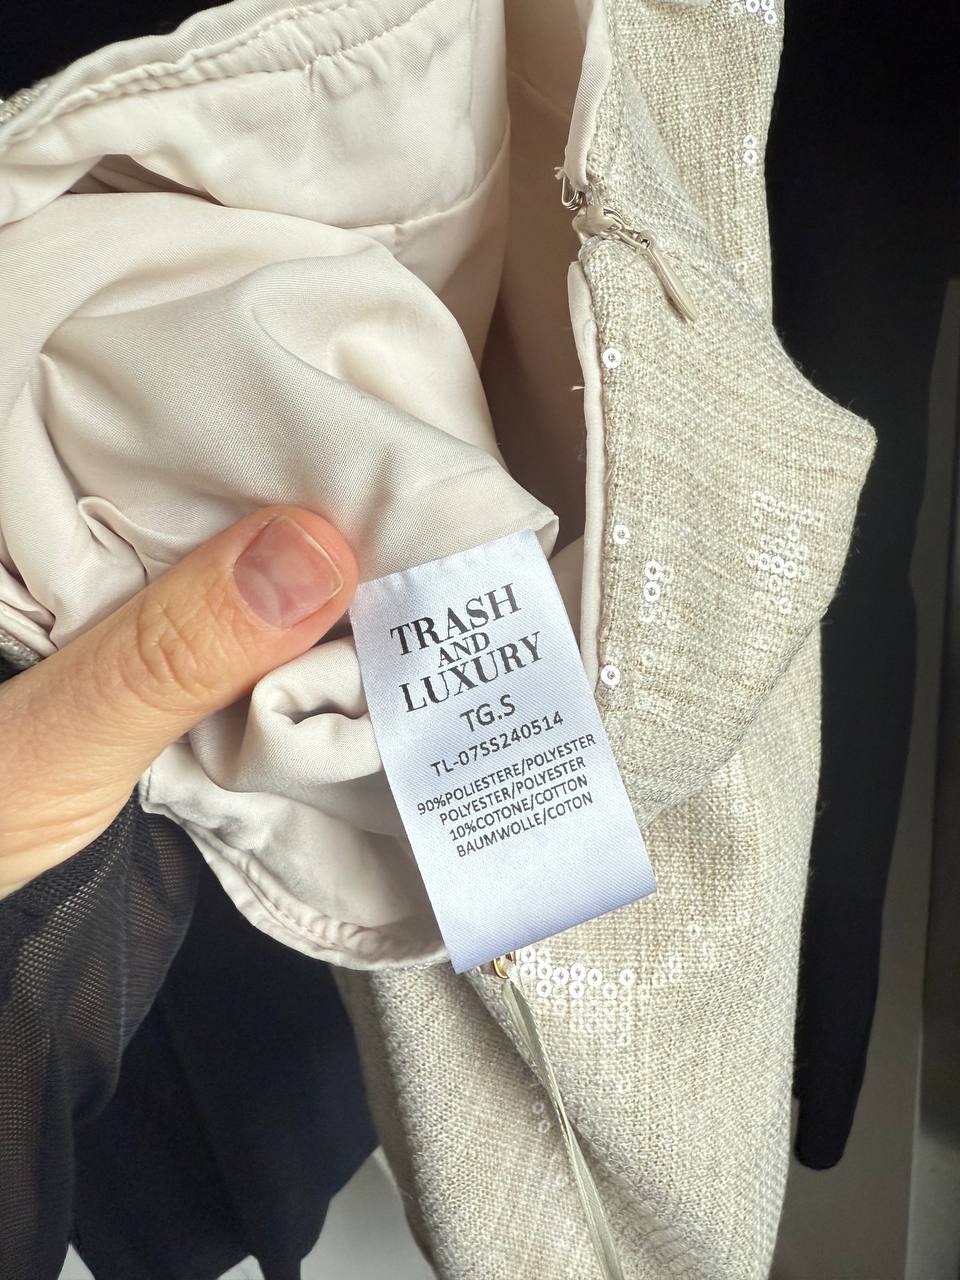 TRASH
AND
LUXURY
TG.S
TL-07SS240514
90%POLIESTERE/POLYESTER
POLYESTER/POLYESTER
10%COTONE/COTTON
BAUMWOLLE/COTON